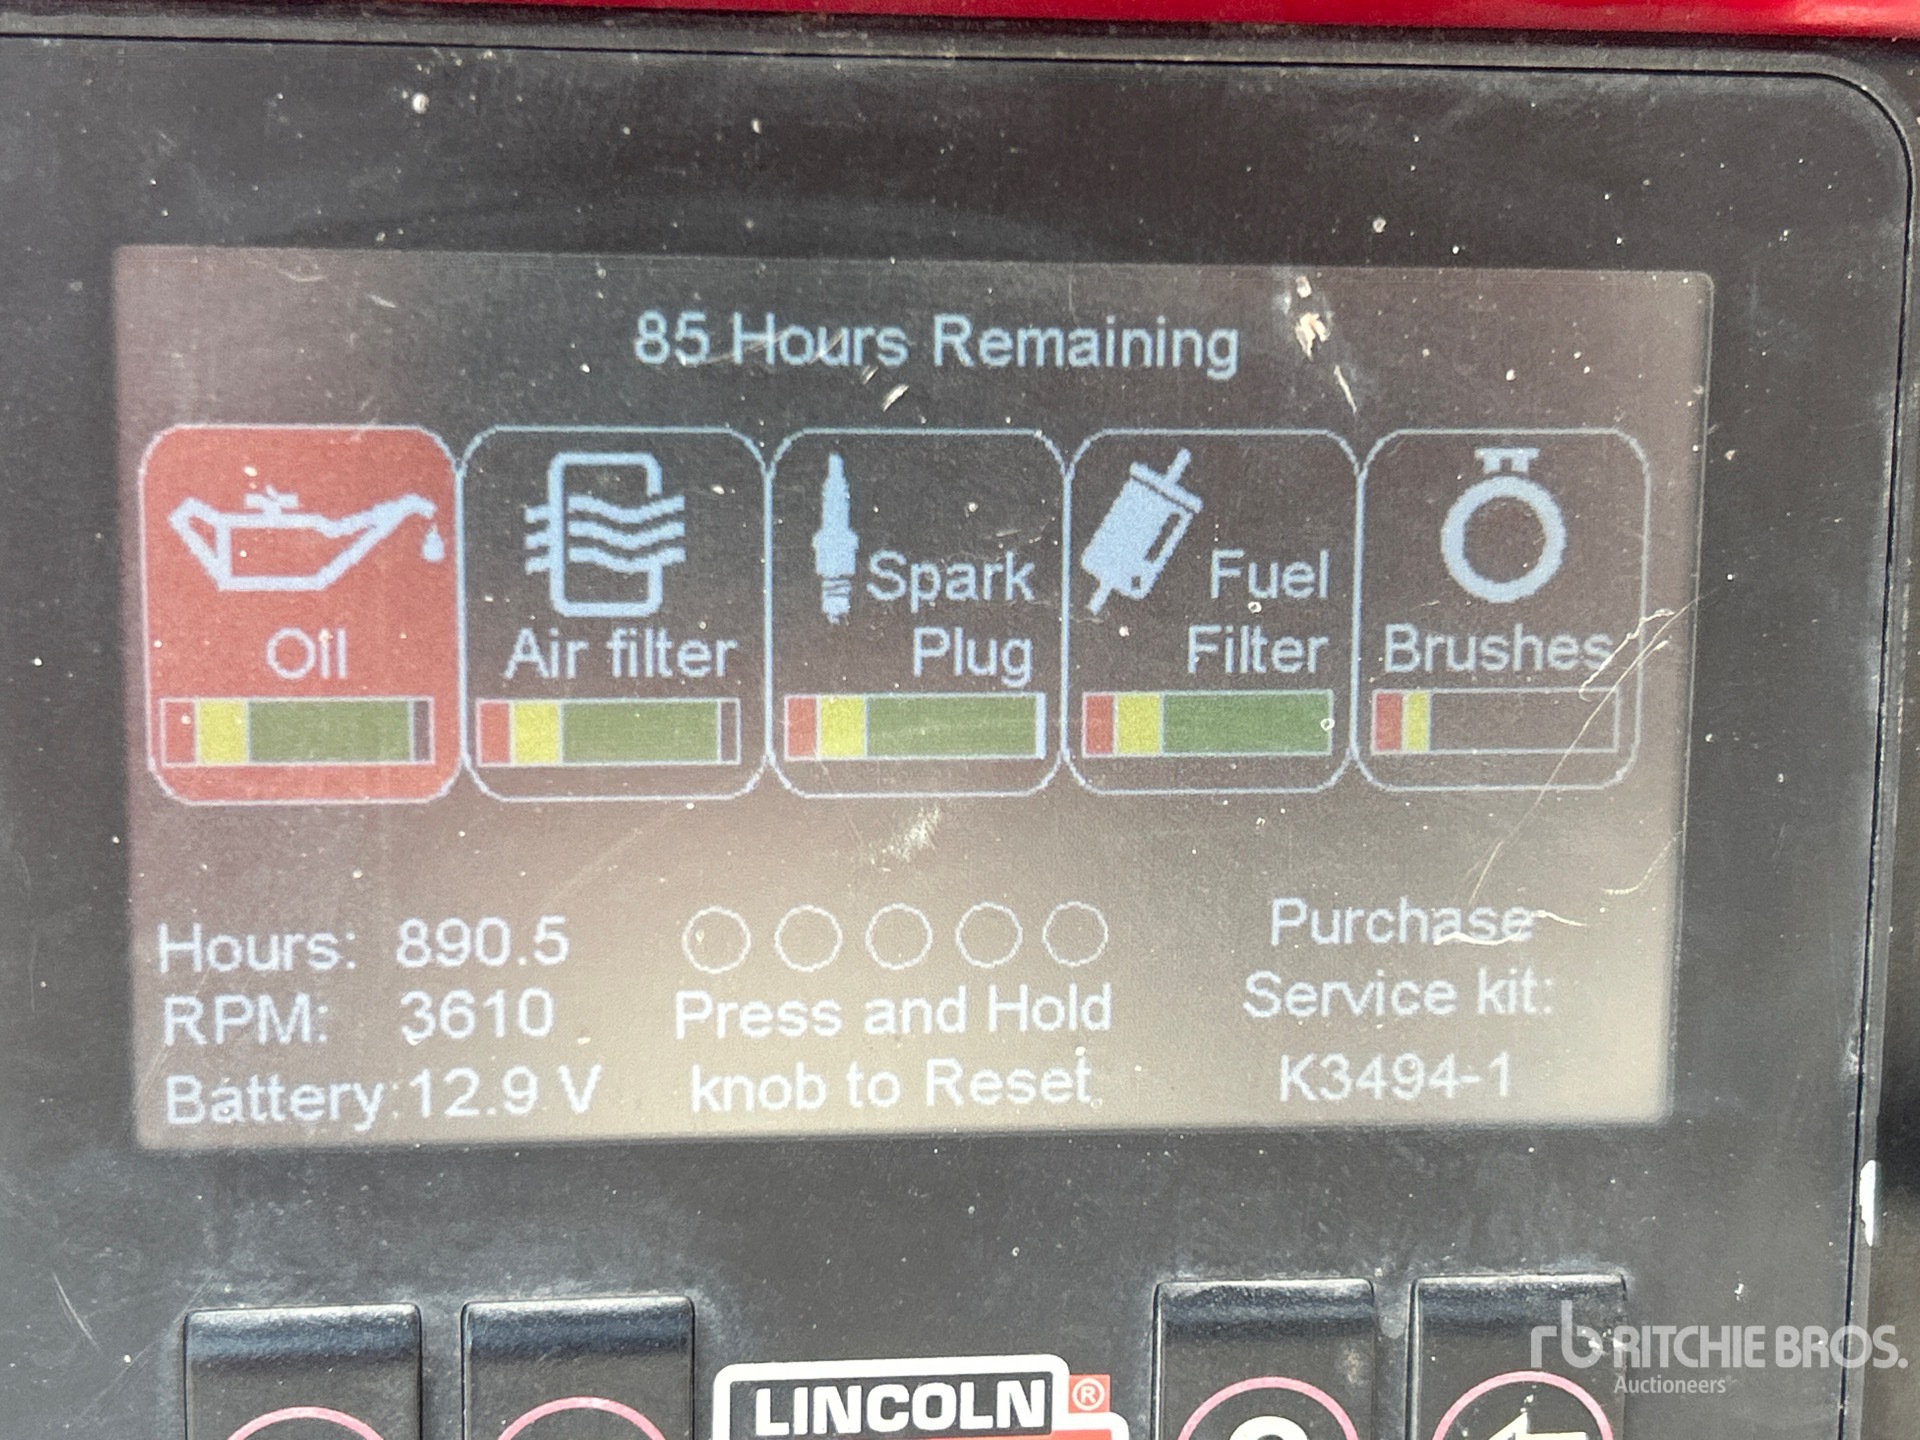 85 Hours Remaining
Oil
Air filter
Spark
Plug
Fuel
Filter
Brushes
Hours: 890.5
RPM: 3610
Battery: 12.9 V
Press and Hold
knob to Reset
Purchase
Service kit:
K3494-1
LINCOLN ®
rb RITCHIE BROS.
Auctioneers